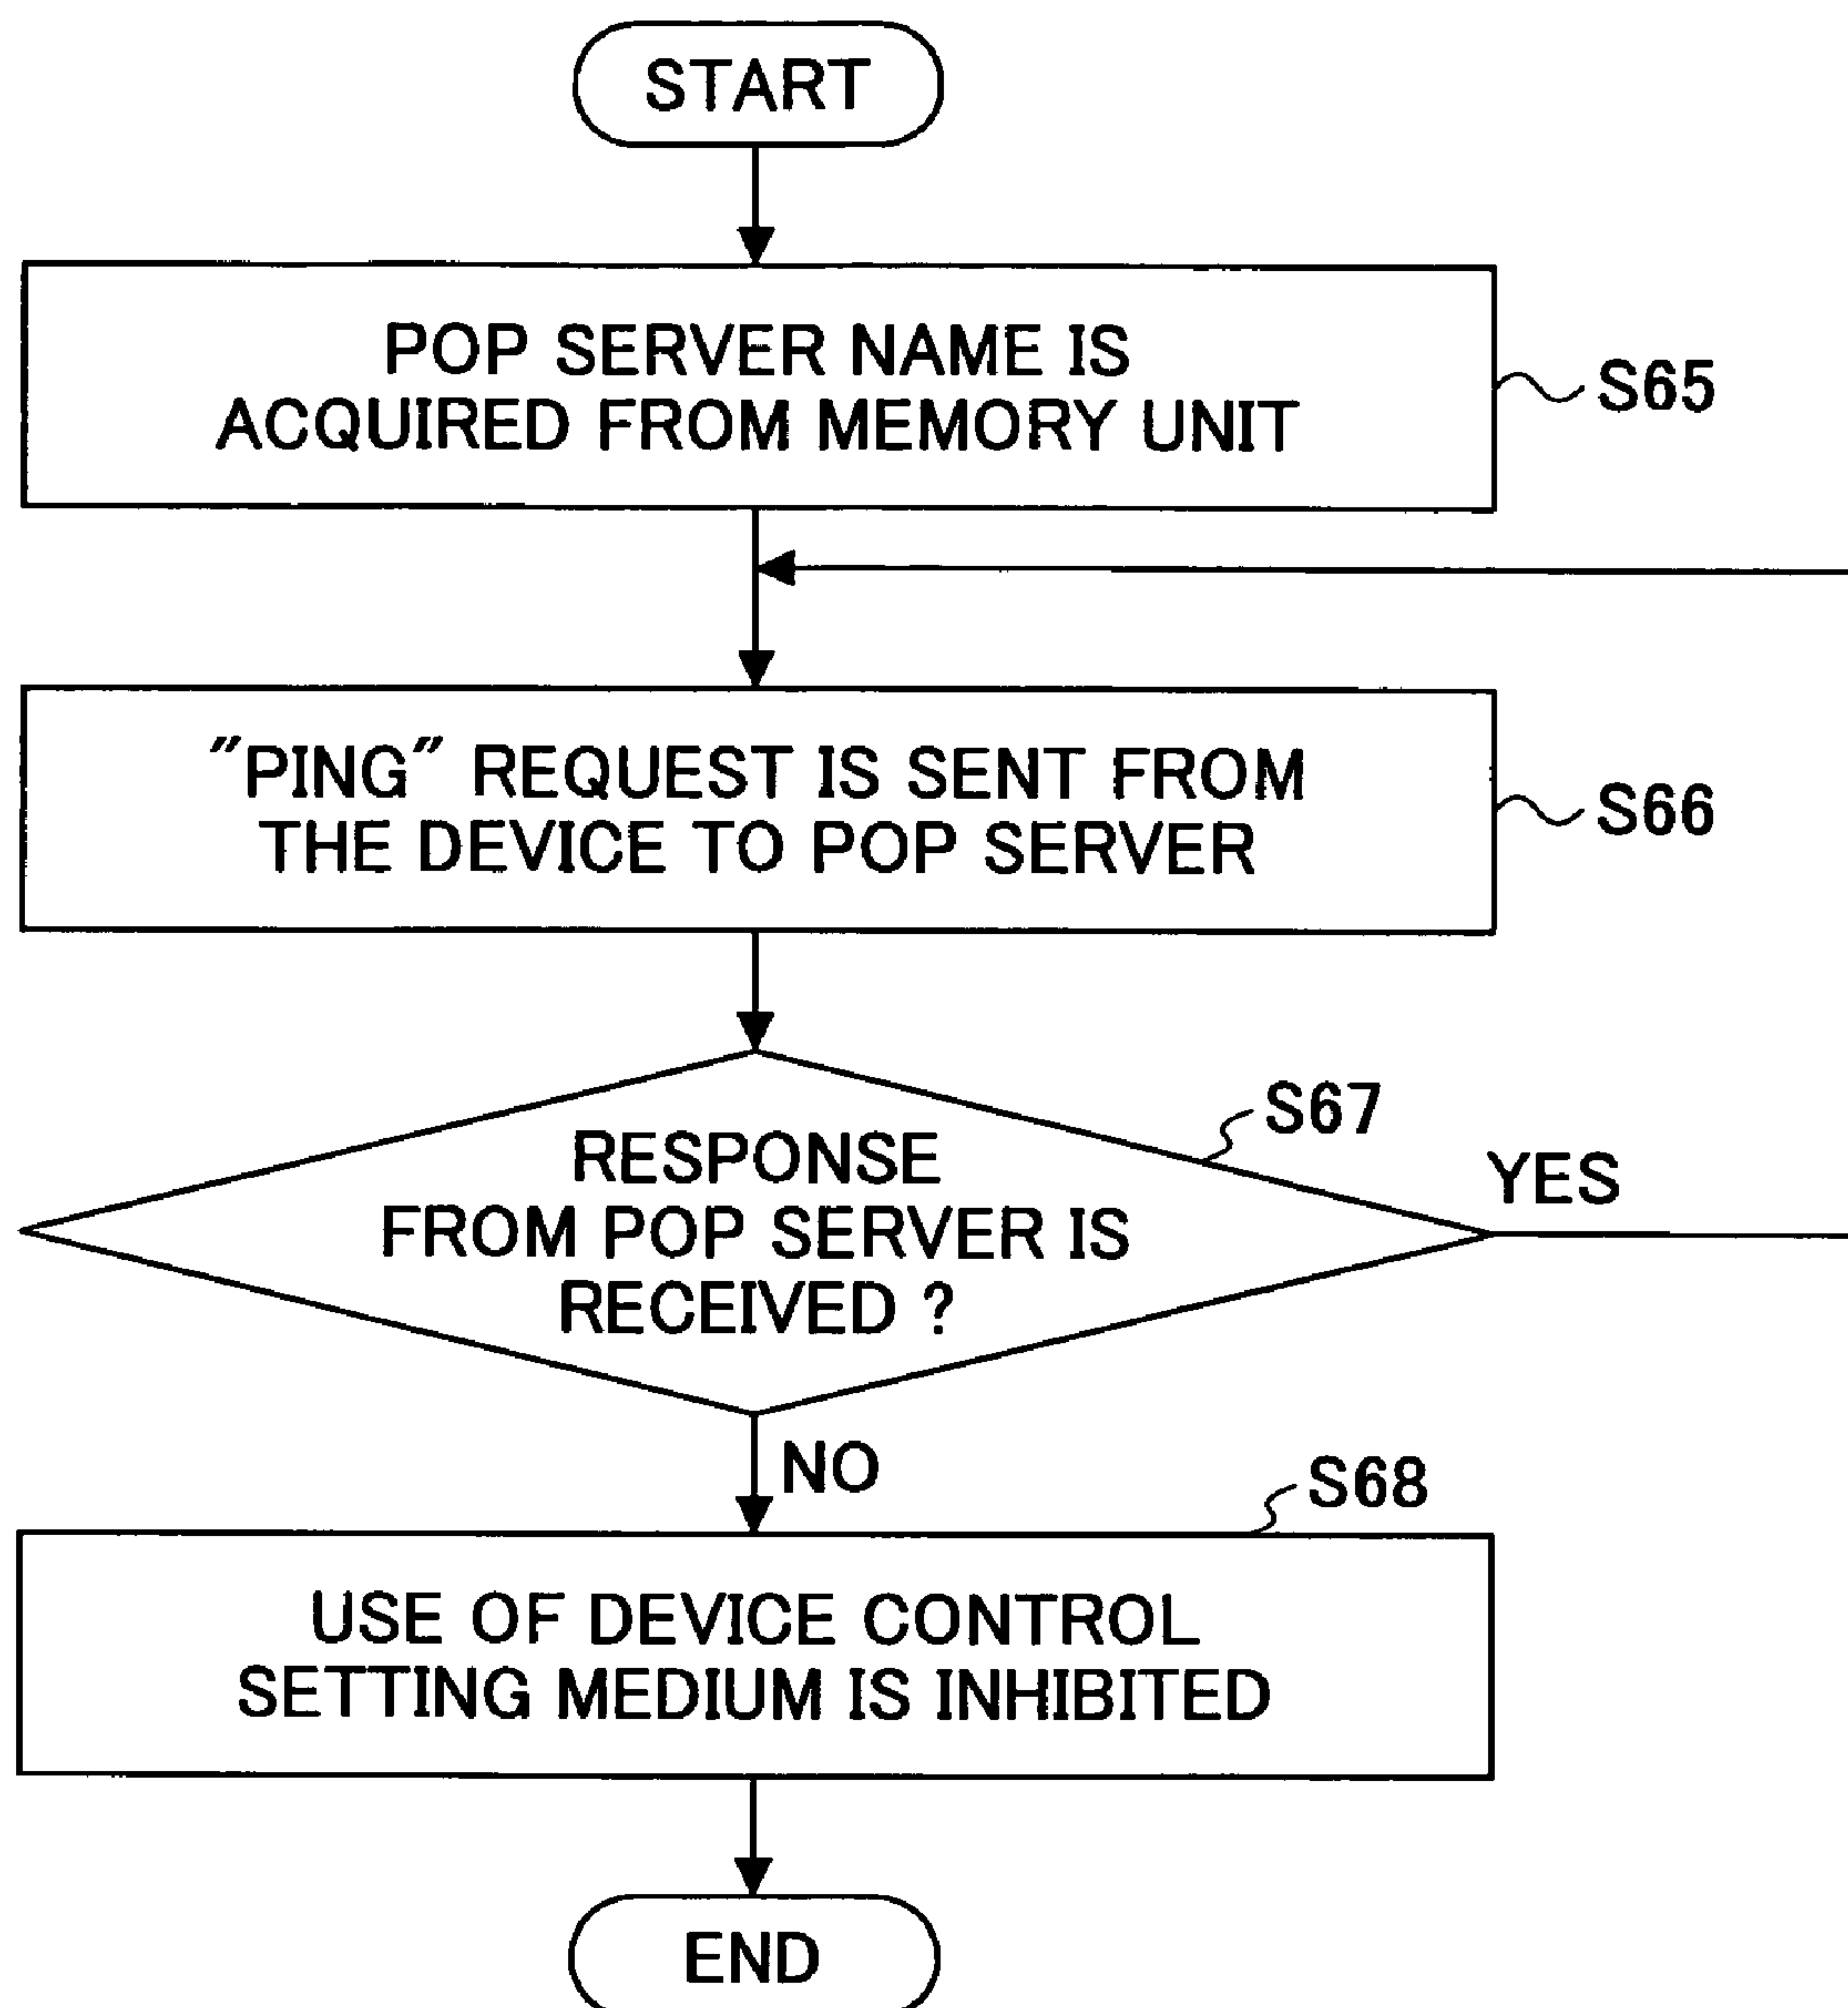 START
POP SERVER NAME IS
ACQUIRED FROM MEMORY UNIT
S65
"PING" REQUEST IS SENT FROM
THE DEVICE TO POP SERVER
S66
S67
RESPONSE
FROM POP SERVER IS
RECEIVED ?
YES
NO
S68
USE OF DEVICE CONTROL
SETTING MEDIUM IS INHIBITED
END